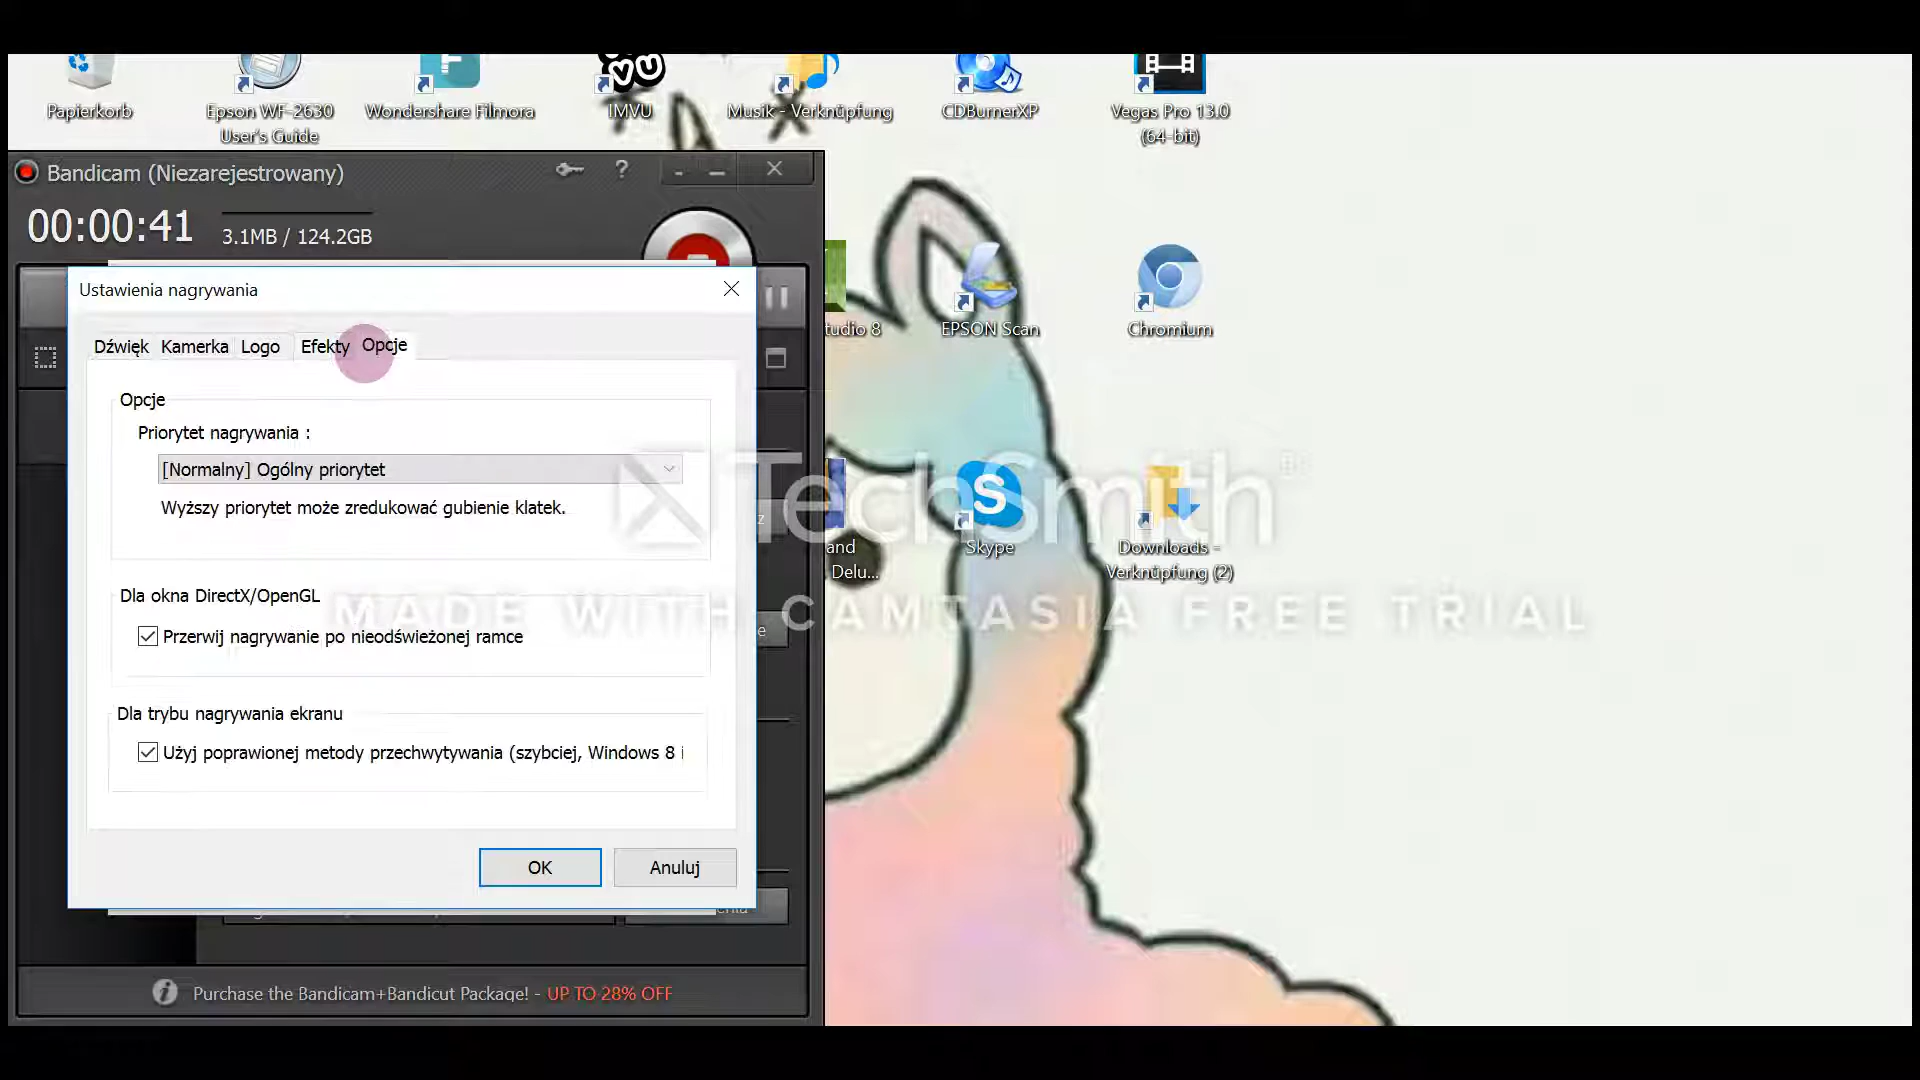 Papierkorb
Epson WF-2630
User's Guide
Wondershare Filmora
IMVU
Musik - Verknüpfung
CDBurnerXP
Vegas Pro 13.0
(64-bit)
Bandicam (Niezarejestrowany)
?
00:00:41
3.1MB / 124.2GB
Ustawienia nagrywania
Dźwięk Kamerka Logo Efekty Opcje
Opcje
Priorytet nagrywania :
[Normalny] Ogólny priorytet
Wyższy priorytet może zredukować gubienie klatek.
Dla okna DirectX/OpenGL
Przerwij nagrywanie po nieodświeżonej ramce
Dla trybu nagrywania ekranu
Użyj poprawionej metody przechwytywania (szybciej, Windows 8 i
OK
Anuluj
Purchase the Bandicam+Bandicut Package! - UP TO 28% OFF
tudio 8
EPSON Scan
Chromium
and
Delu...
Skype
Downloads -
Verknüpfung (2)
TechSmith®
MADE WITH CAMTASIA FREE TRIAL